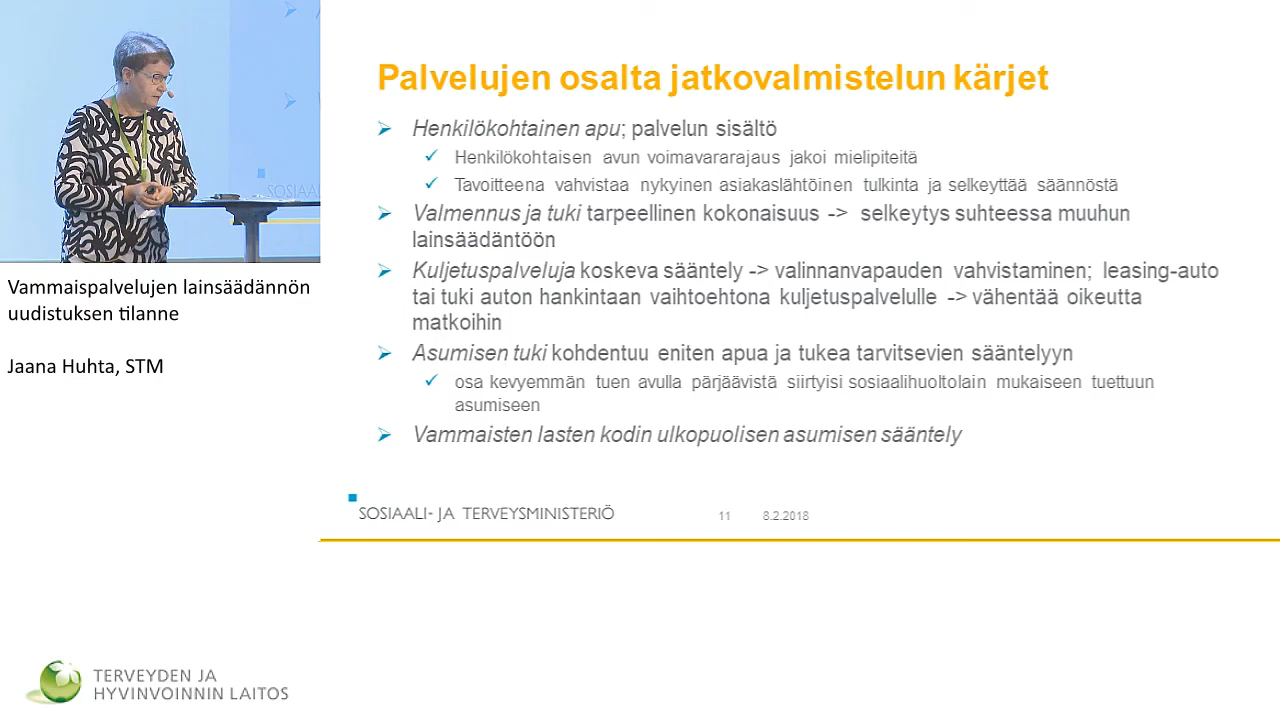 Palvelujen osalta jatkovalmistelun kärjet
Henkilökohtainen apu; palvelun sisältö
Henkilökohtaisen avun voimavararajaus jakoi mielipiteitä
Tavoitteena vahvistaa nykyinen asiakaslähtöinen tulkinta ja selkeyttää säännöstä
Valmennus ja tuki tarpeellinen kokonaisuus -> selkeytys suhteessa muuhun
lainsäädäntöön
Kuljetuspalveluja koskeva sääntely -> valinnanvapauden vahvistaminen; leasing-auto
tai tuki auton hankintaan vaihtoehtona kuljetuspalvelulle -> vähentää oikeutta
matkoihin
Asumisen tuki kohdentuu eniten apua ja tukea tarvitsevien sääntelyyn
osa kevyemmän tuen avulla pärjäävistä siirtyisi sosiaalihuoltolain mukaiseen tuettuun
asumiseen
Vammaisten lasten kodin ulkopuolisen asumisen sääntely
SOSIAALI- JA TERVEYSMINISTERIÖ
11 8.2.2018
SOSIAAL
Vammaispalvelujen lainsäädännön
uudistuksen tilanne
Jaana Huhta, STM
TERVEYDEN JA
HYVINVOINNIN LAITOS